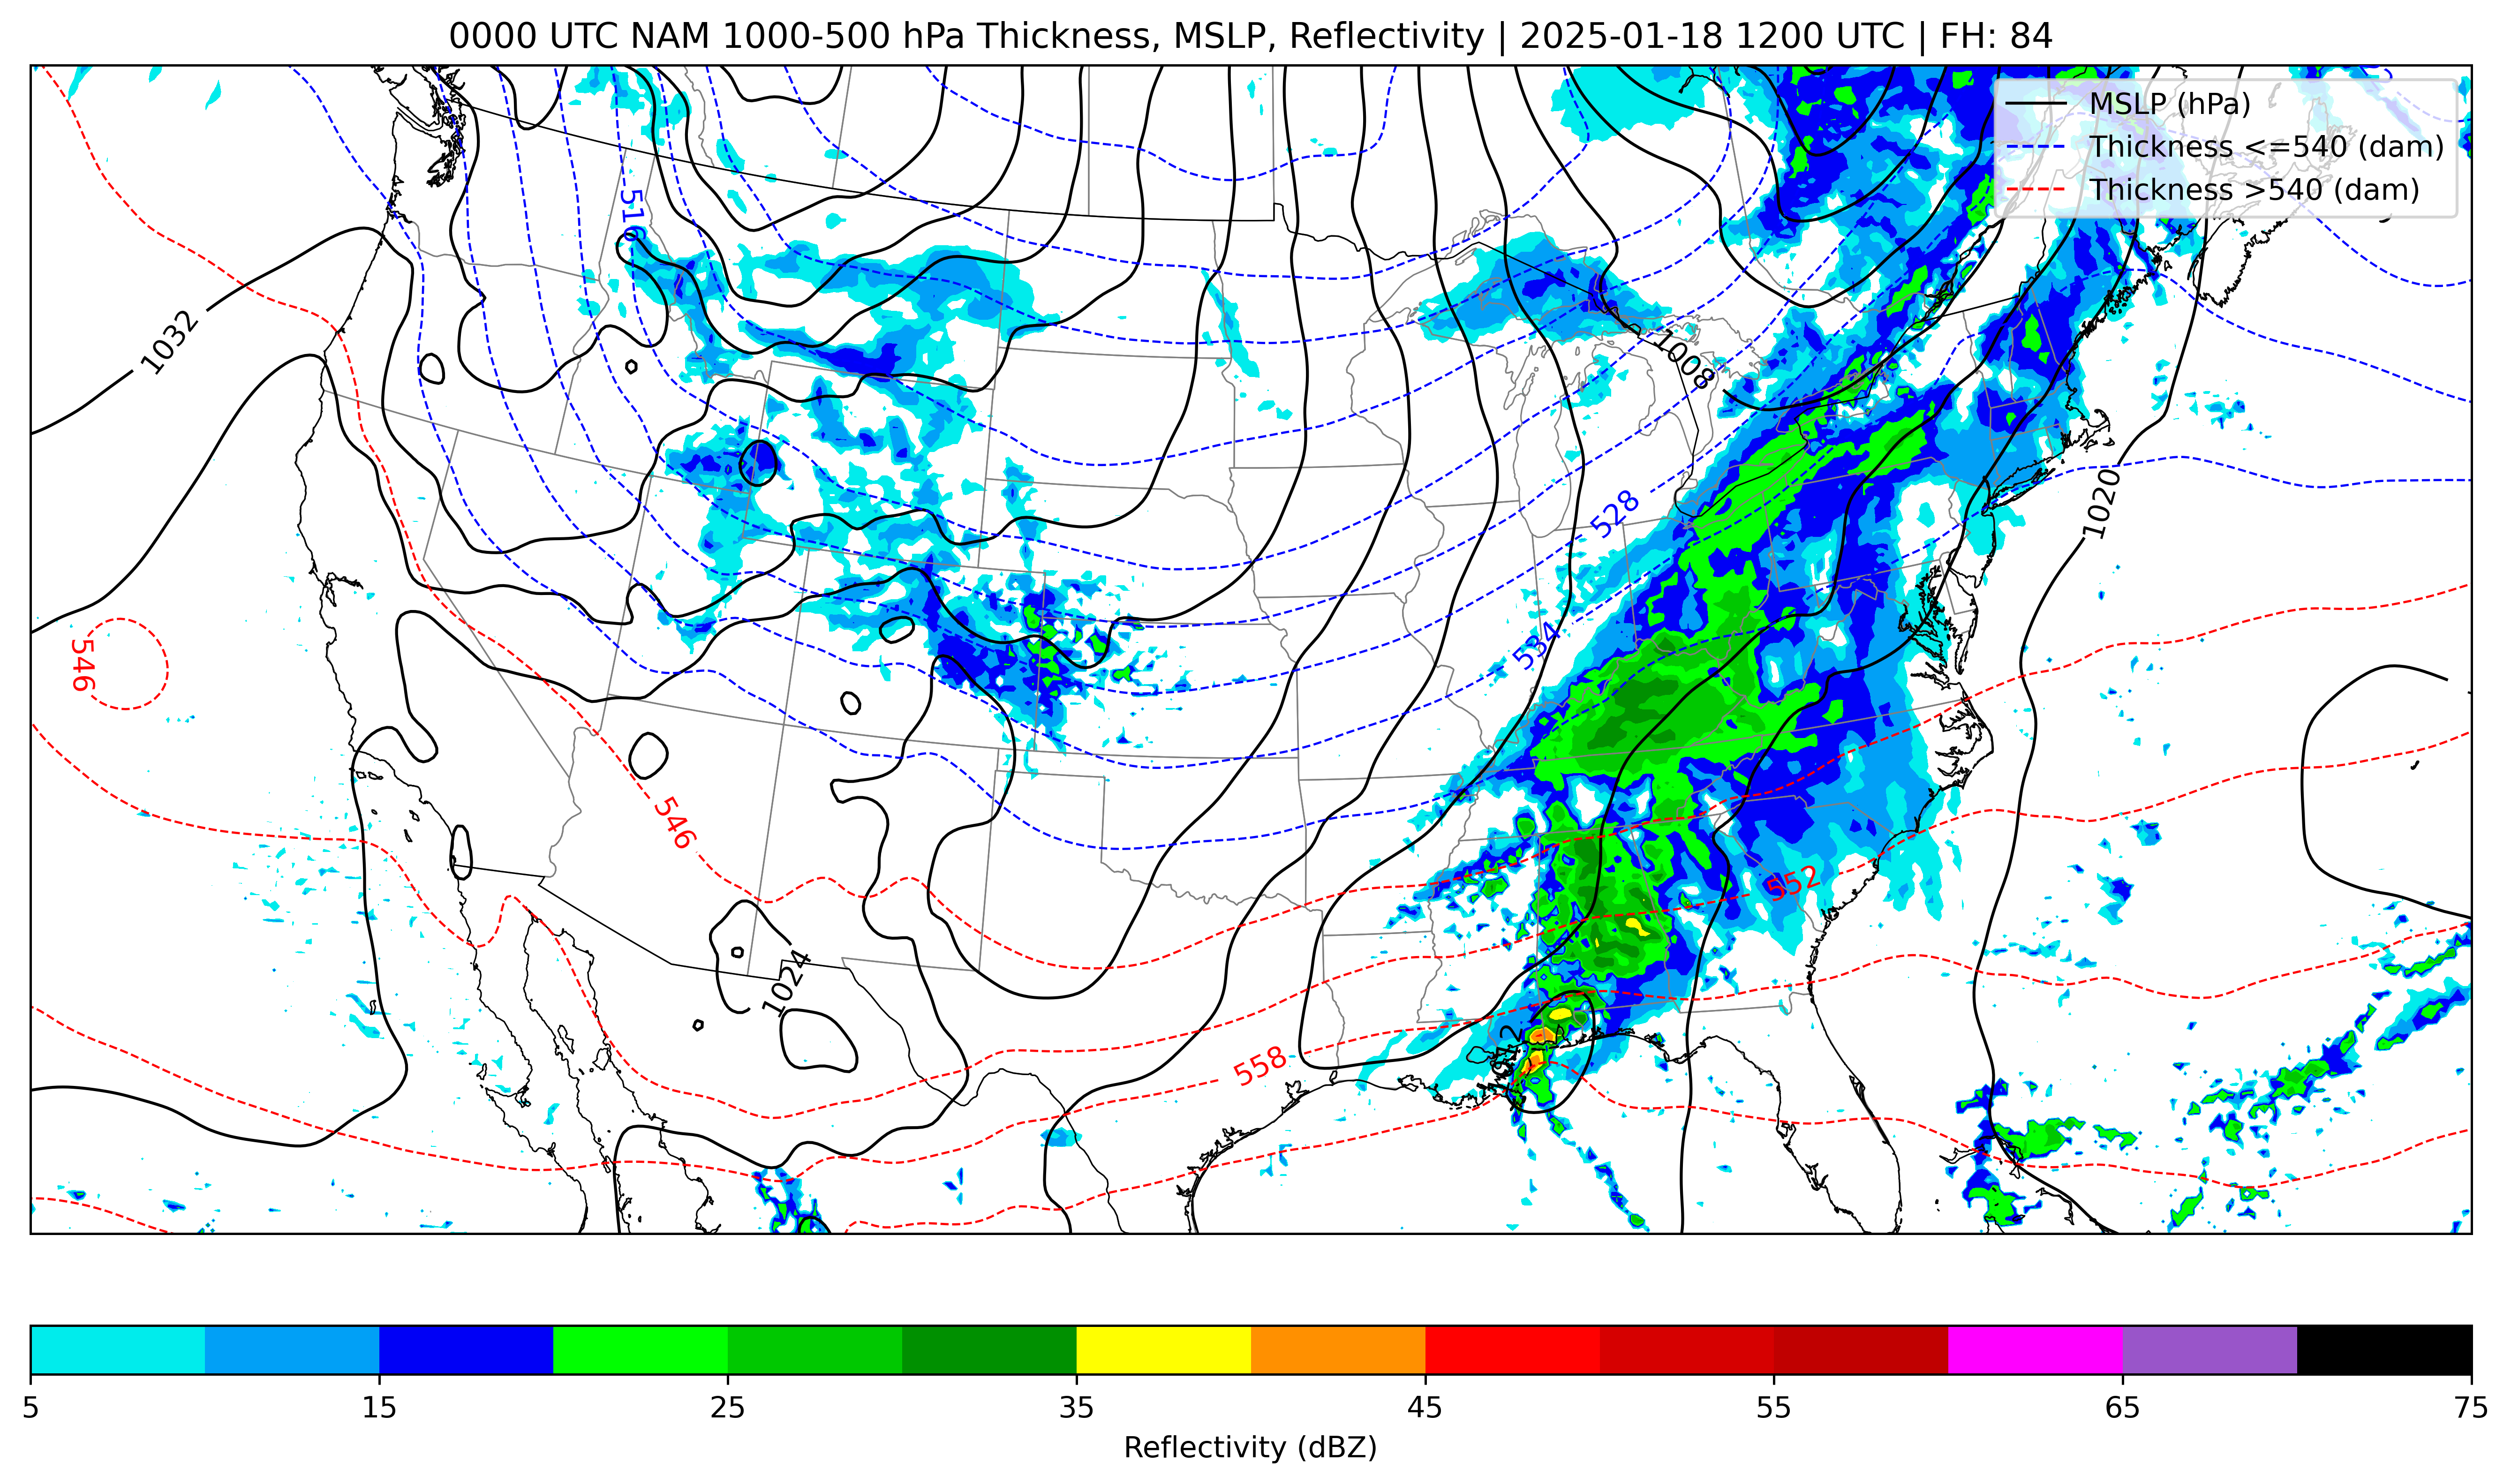 0000 UTC NAM 1000-500 hPa Thickness, MSLP, Reflectivity | 2025-01-18 1200 UTC | FH: 84
MSLP (hPa)
Thickness <=540 (dam)
Thickness >540 (dam)
516
1032
1008
528
1020
534
546
546
552
1024
1012
558
5 15 25 35 45 55 65 75
Reflectivity (dBZ)